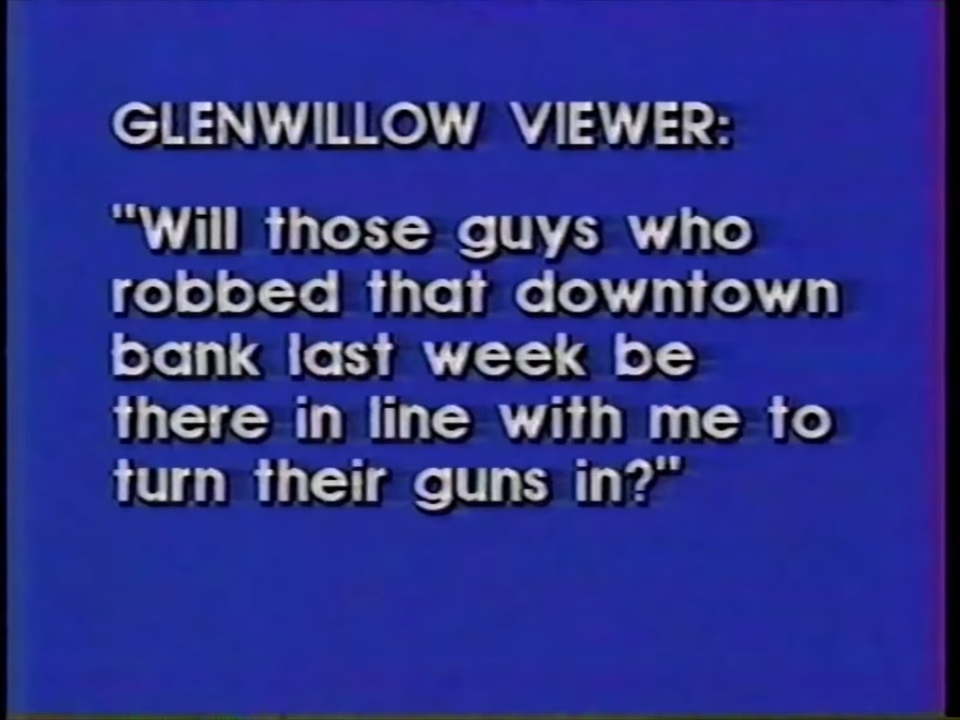 GLENWILLOW VIEWER:
"Will those guys who
robbed that downtown
bank last week be
there in line with me to
turn their guns in?"